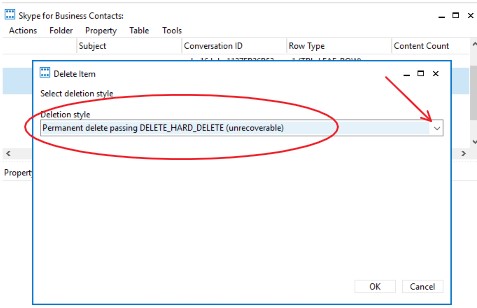 Skype for Business Contacts:
Actions Folder Property Table Tools
Subject Conversation ID Row Type Content Count
Delete Item
Select deletion style
Deletion style
Permanent delete passing DELETE_HARD_DELETE (unrecoverable)
Property
OK Cancel